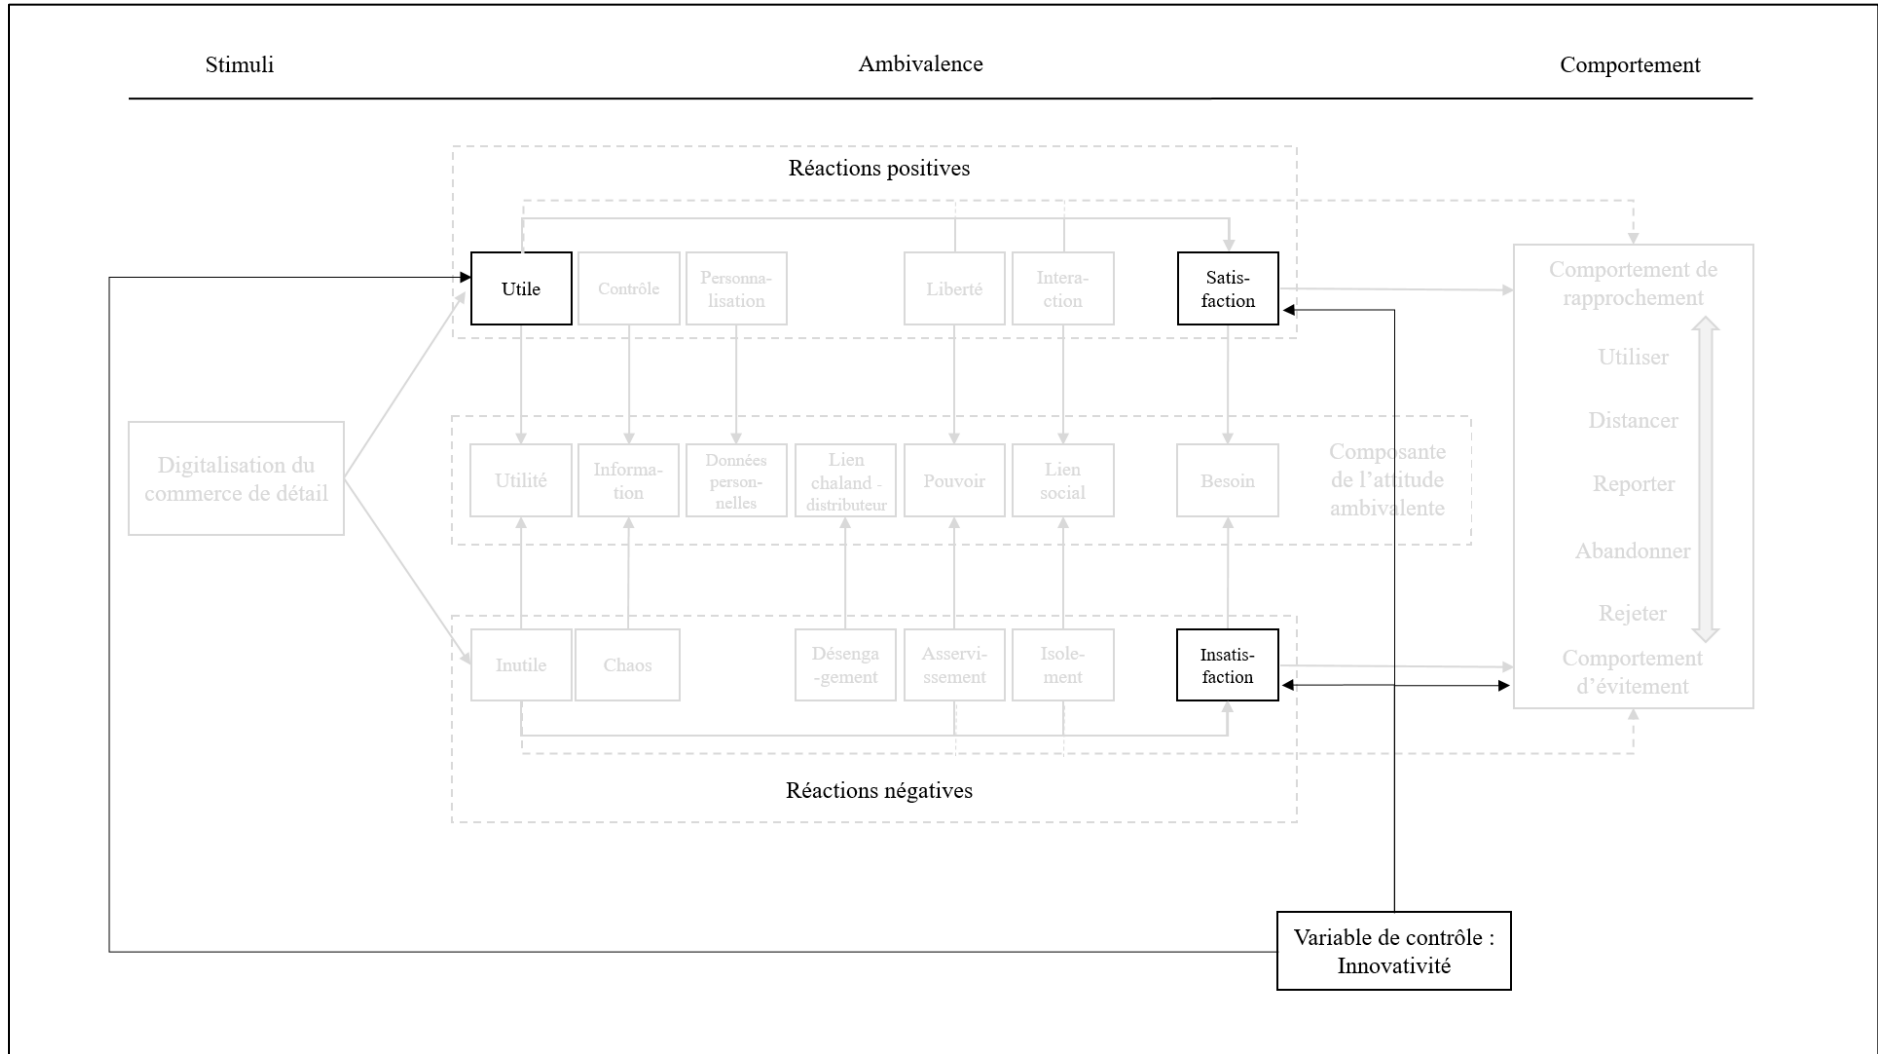 Stimuli
Ambivalence
Comportement
Réactions positives
Utile
Contrôle
Personna-
lisation
Liberté
Intera-
ction
Satis-
faction
Comportement de
rapprochement
Utiliser
Distancer
Reporter
Abandonner
Rejeter
Comportement
d’évitement
Digitalisation du
commerce de détail
Utilité
Informa-
tion
Données
person-
nelles
Lien
chaland -
distributeur
Pouvoir
Lien
social
Besoin
Composante
de l’attitude
ambivalente
Inutile
Chaos
Désenga
-gement
Asservi-
ssement
Isole-
ment
Insatis-
faction
Réactions négatives
Variable de contrôle :
Innovativité